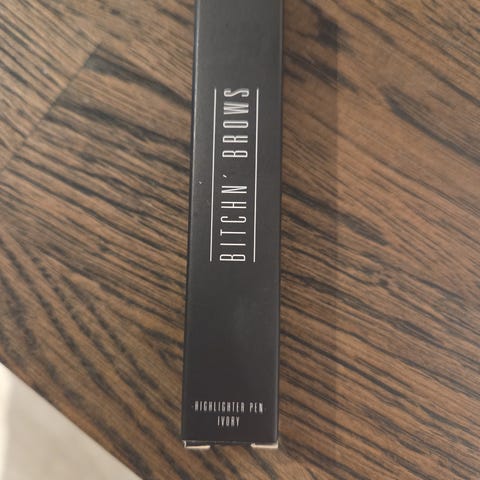 BITCHN' BROWS
HIGHLIGHTER PEN
IVORY